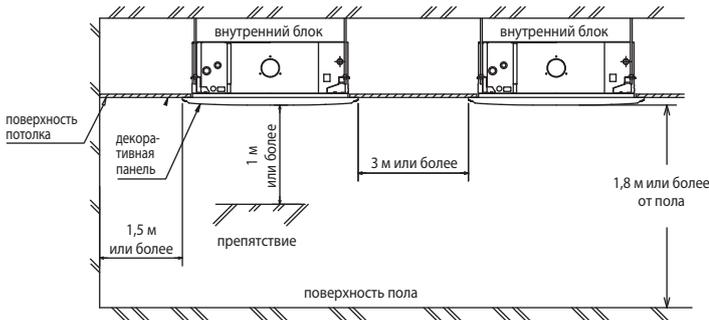 внутренний блок
внутренний блок
поверхность
потолка
декора-
тивная
панель
1 м
или более
3 м или более
1,8 м или более
от пола
1,5 м
или более
препятствие
поверхность пола